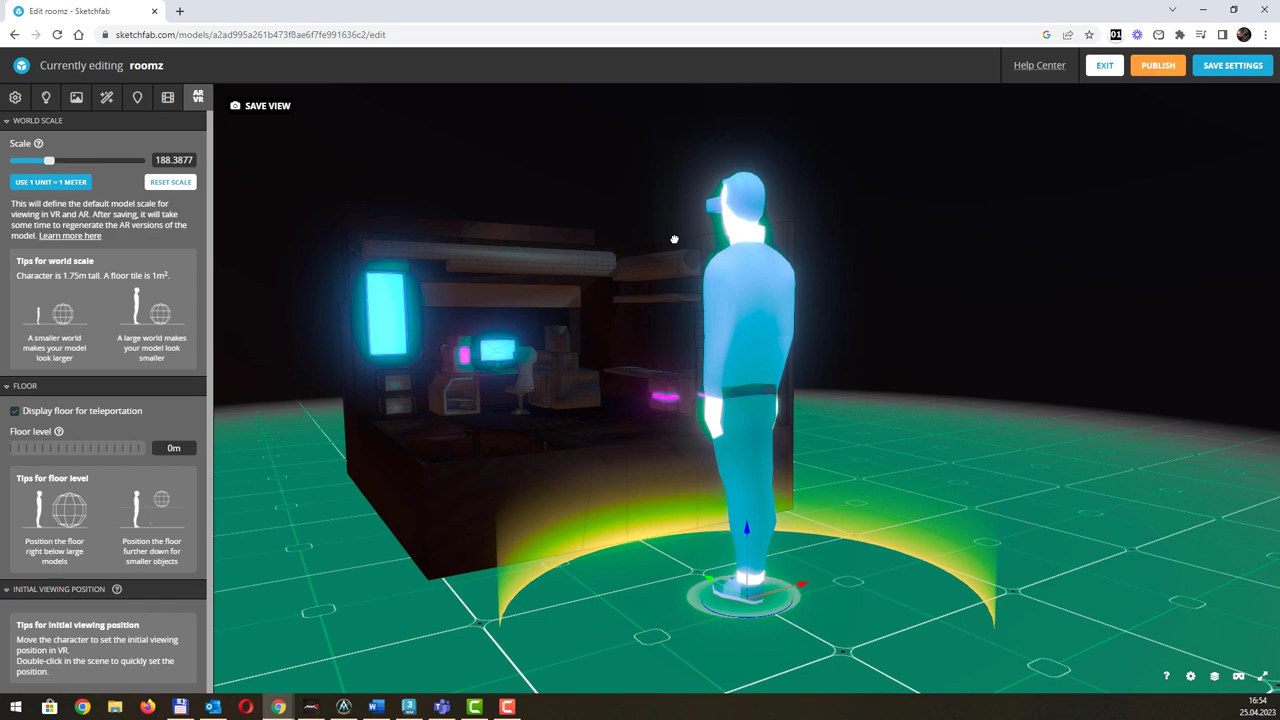 Edit roomz - Sketchfab
sketchfab.com/models/a2ad995a261b473f8ae6f7fe991636c2/edit
Currently editing roomz
Help Center
EXIT
PUBLISH
SAVE SETTINGS
AR
VR
SAVE VIEW
WORLD SCALE
Scale
188.3877
USE 1 UNIT = 1 METER
RESET SCALE
This will define the default model scale for
viewing in VR and AR. After saving, it will take
some time to regenerate the AR versions of the
model. Learn more here
Tips for world scale
Character is 1.75m tall. A floor tile is 1m².
A smaller world
makes your model
look larger
A large world makes
your model look
smaller
FLOOR
Display floor for teleportation
Floor level
0m
Tips for floor level
Position the floor
right below large
models
Position the floor
further down for
smaller objects
INITIAL VIEWING POSITION
Tips for initial viewing position
Move the character to set the initial viewing
position in VR.
Double-click in the scene to quickly set the
position.
16:54
25.04.2023